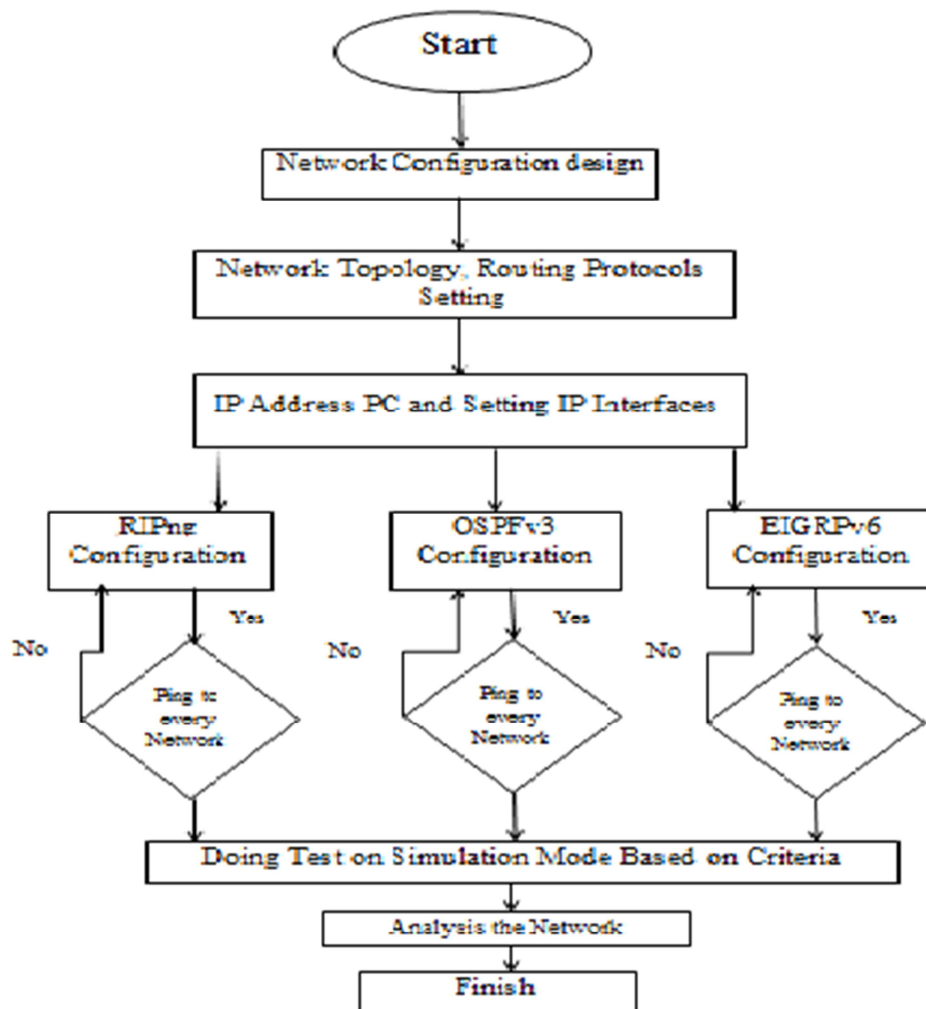 Start
Network Configuration design
Network Topology, Routing Protocols
Setting
IP Address PC and Setting IP Interfaces
RIPng
Configuration
OSPFv3
Configuration
EIGRPv6
Configuration
No
Yes
No
Yes
No
Yes
Ping to
every
Network
Ping to
every
Network
Ping to
every
Network
Doing Test on Simulation Mode Based on Criteria
Analysis the Network
Finish